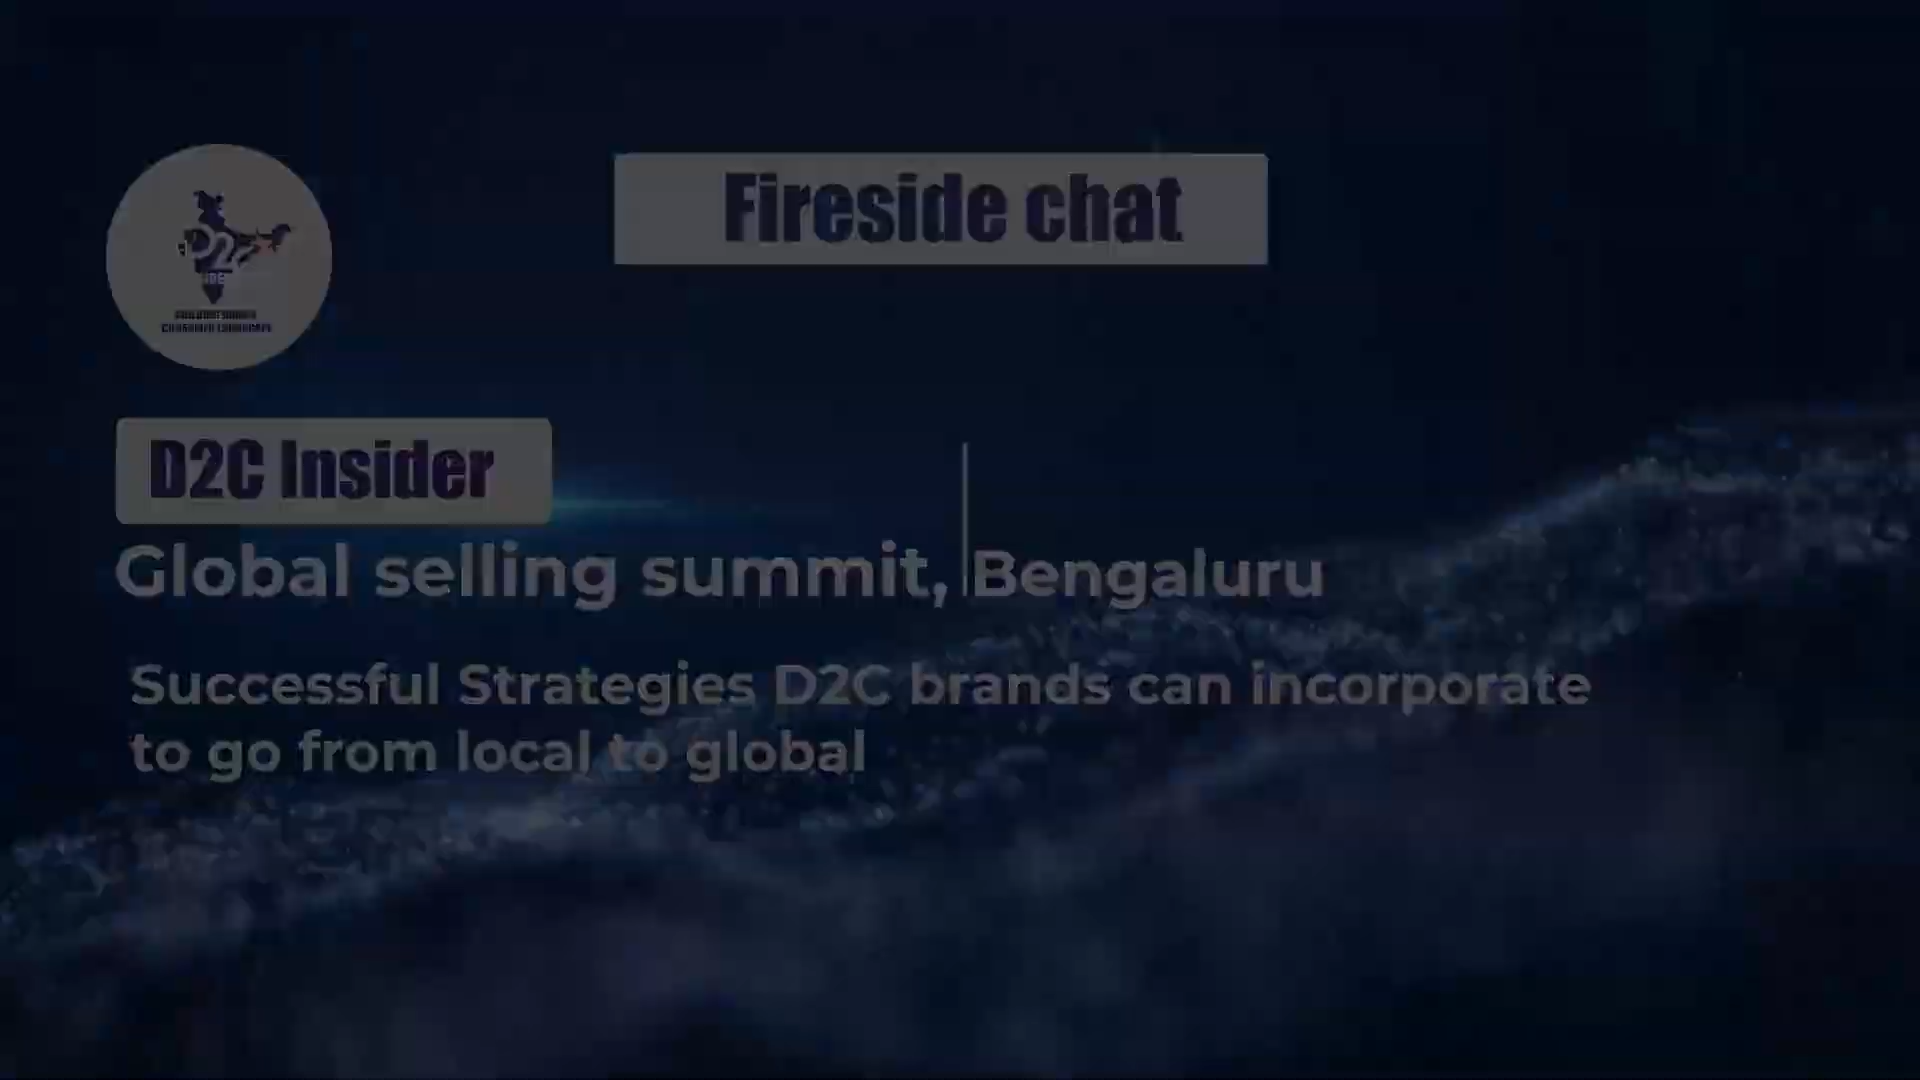 Fireside chat
D2C
D2C Insider
Global selling summit, Bengaluru
Successful Strategies D2C brands can incorporate
to go from local to global